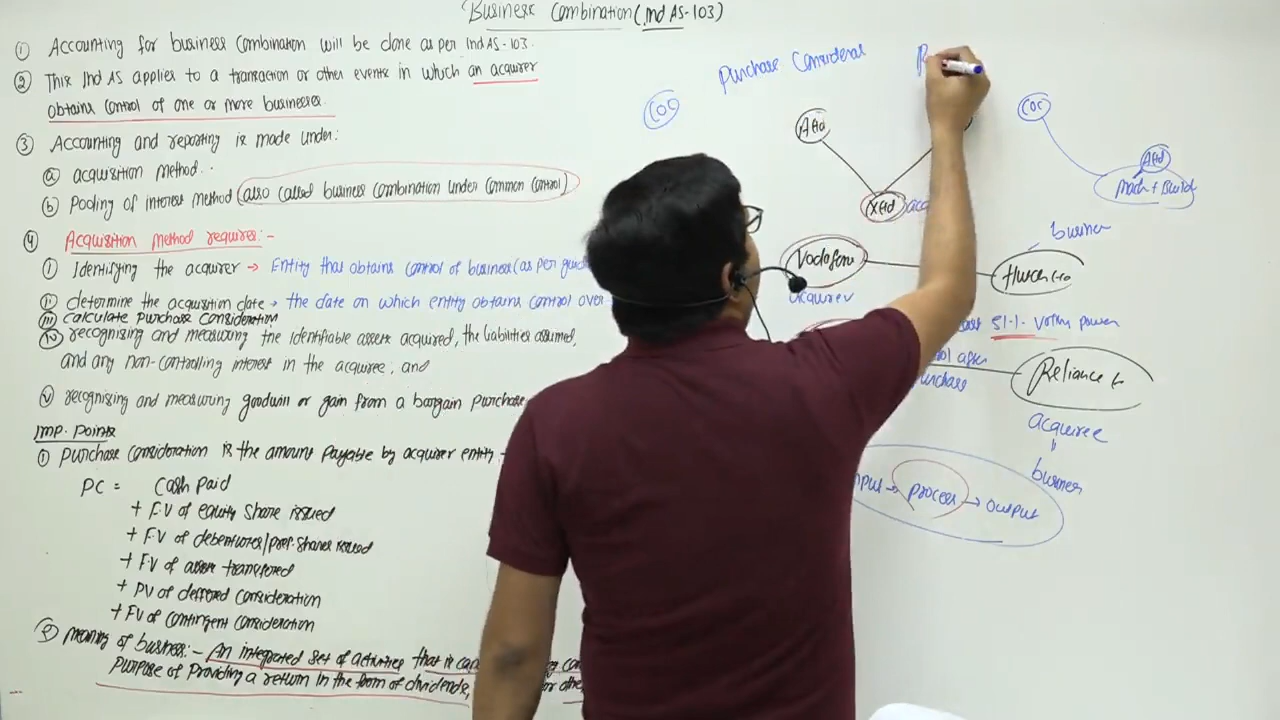 Business Combination (Ind AS-103)
① Accounting for business combination will be done as per Ind AS-103.
② This Ind AS applies to a transaction or other events in which an acquirer
obtains control of one or more businesses.
③ Accounting and reporting is made under:
ⓐ acquisition method.
ⓑ Pooling of interest method (also called business combination under common control)
④ Acquisition method requires:-
ⓘ Identifying the acquirer → Entity that obtains control of business (as per
ⓘⓘ determine the acquisition date → the date on which entity obtains control over
ⓘⓘⓘ calculate purchase consideration
ⓘⓥ recognising and measuring the identifiable assets acquired, the liabilities assumed,
and any non-controlling interest in the acquiree; and
ⓥ recognising and measuring goodwill or gain from a bargain purchase
Imp. Points
① Purchase consideration is the amount payable by acquirer entity
PC = Cash paid
+ F.V of equity share issued
+ F.V of debentures/pref. shares issued
+ F.V of assets transferred
+ PV of deffered consideration
+ FV of contingent consideration
② meaning of business:- An integrated set of activities that is
purpose of providing a return in the form of dividends,
Purchase
COC
A Ltd
X Ltd
COC
A Ltd
Mach + Build
Vodafone
acquirer
Hutch
51% voting power
after
Reliance
acquiree
=
process → output